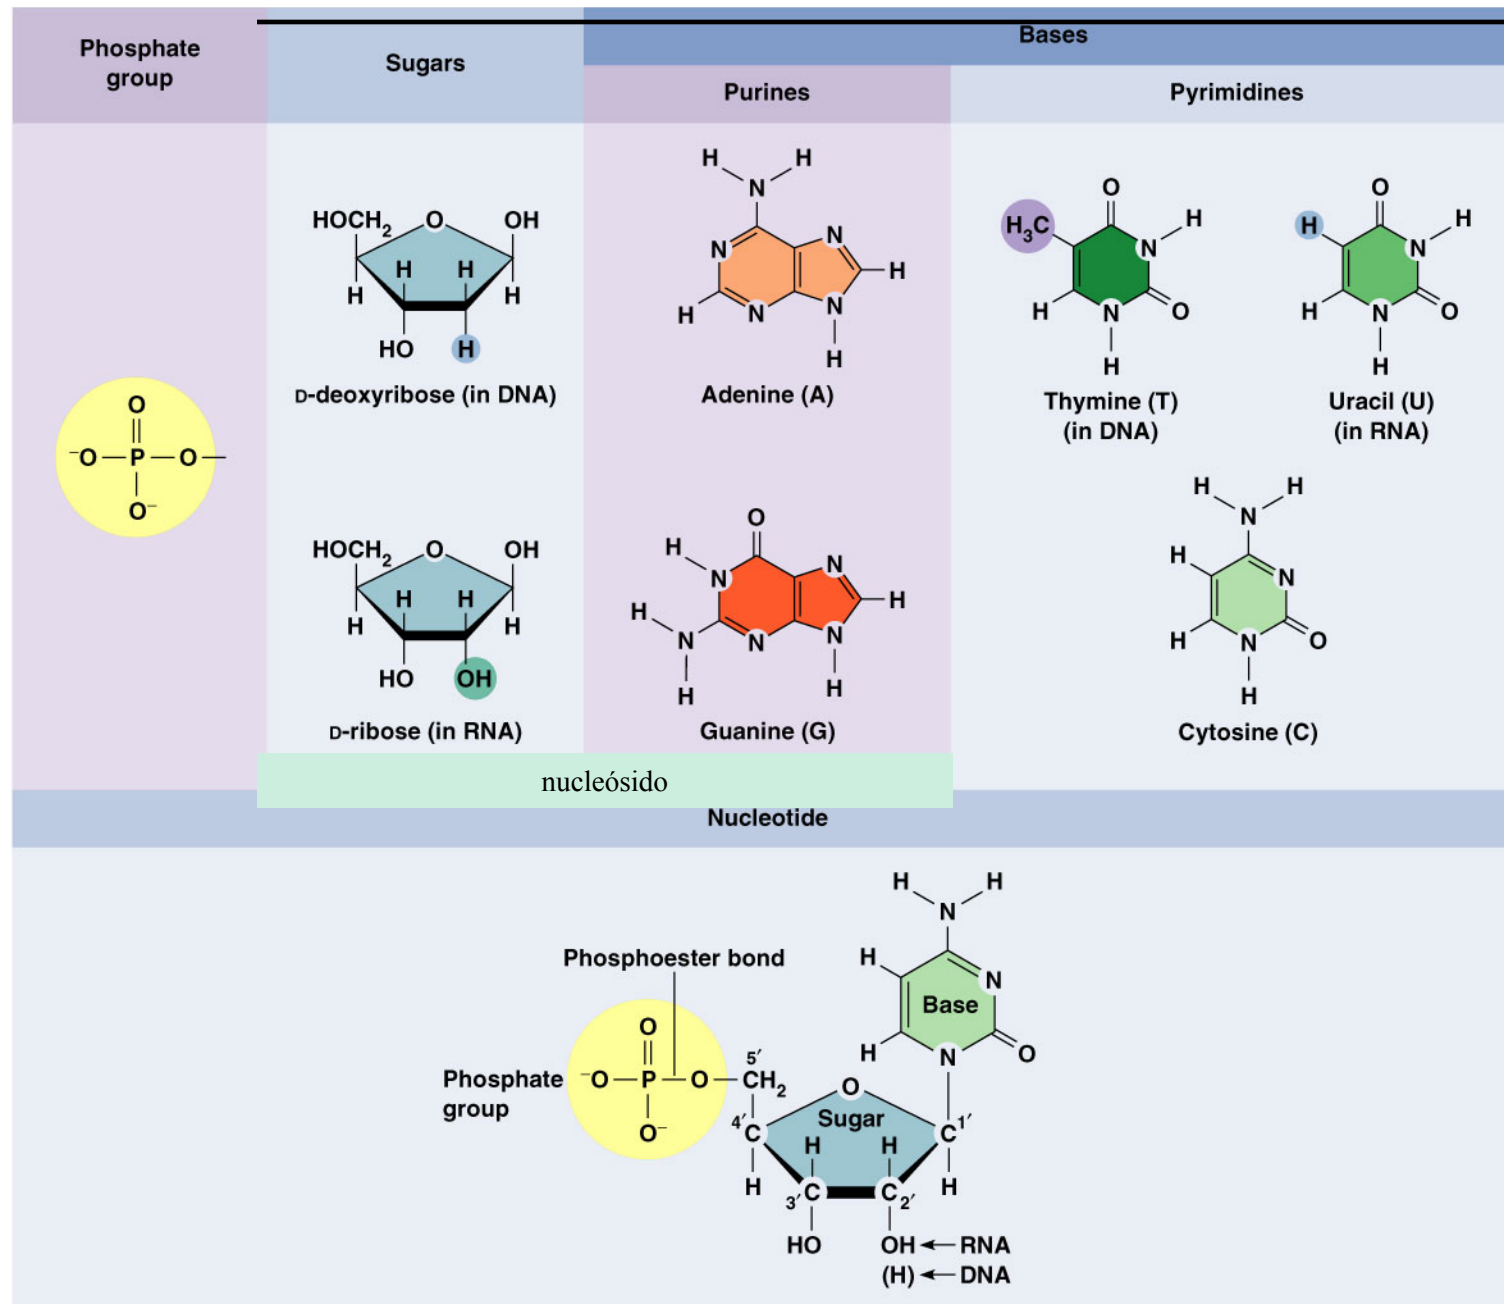 Phosphate
group
Sugars
Bases
Purines
Pyrimidines
HOCH2 O OH
H H H H
HO H
D-deoxyribose (in DNA)
H H
N
N N
H
H N N
H
Adenine (A)
O
H3C H
N
H N O
H
Thymine (T)
(in DNA)
O
H H
N
H N O
H
Uracil (U)
(in RNA)
O
⁻O P O
O⁻
HOCH2 O OH
H H H H
HO OH
D-ribose (in RNA)
O
H
N N
H
H N N N
H H
Guanine (G)
H H
N
H
N
H N O
H
Cytosine (C)
nucleósido
Nucleotide
H H
N
Phosphoester bond
H
N
Base
H N O
Phosphate
group
O
⁻O P O
O⁻
5′
CH2
O
Sugar
4′ C C 1′
H H H H
3′ C C 2′
HO OH RNA
(H) DNA